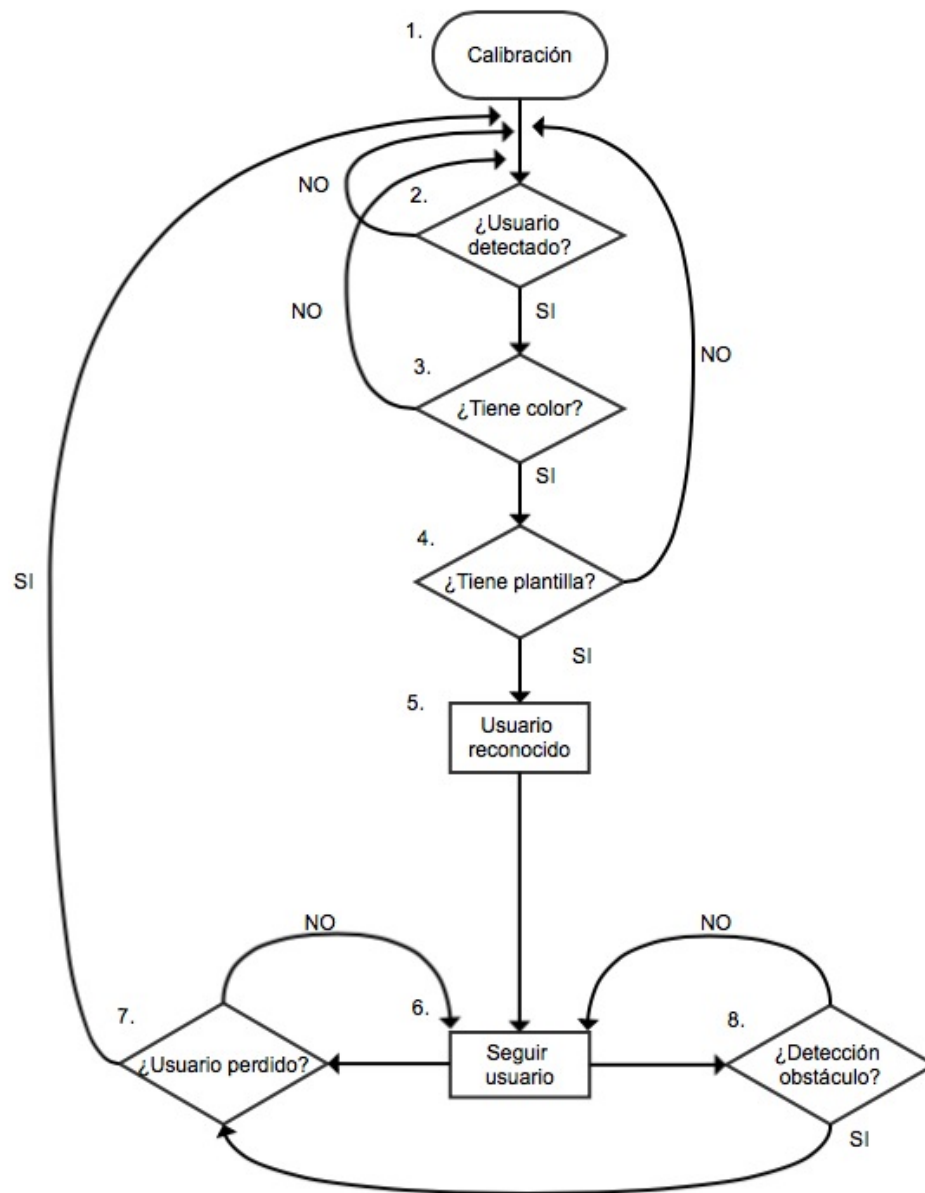 1.
Calibración
NO
2.
¿Usuario
detectado?
NO
SI
3.
¿Tiene color?
NO
SI
4.
¿Tiene plantilla?
SI
SI
5.
Usuario
reconocido
NO
NO
7.
6.
8.
¿Usuario perdido?
Seguir
usuario
¿Detección
obstáculo?
SI